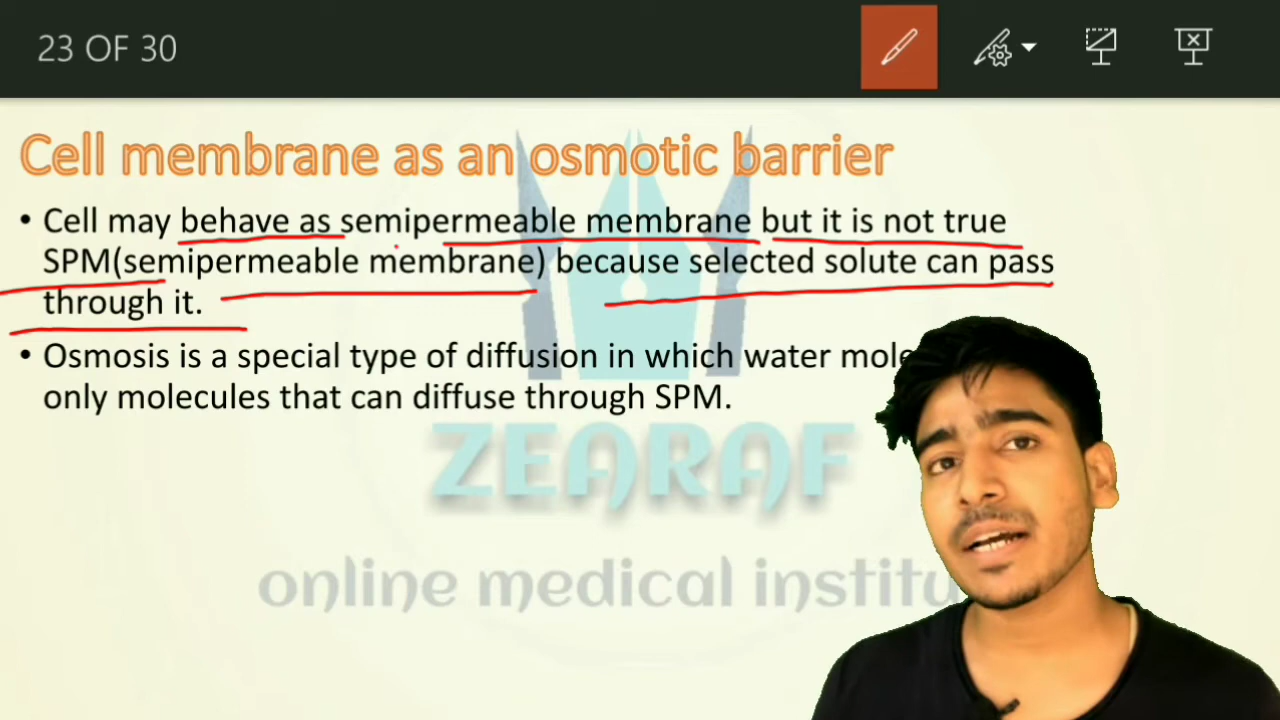 23 OF 30
Cell membrane as an osmotic barrier
• Cell may behave as semipermeable membrane but it is not true
SPM(semipermeable membrane) because selected solute can pass
through it.
• Osmosis is a special type of diffusion in which water
only molecules that can diffuse through SPM.
ZEARAF
online medical